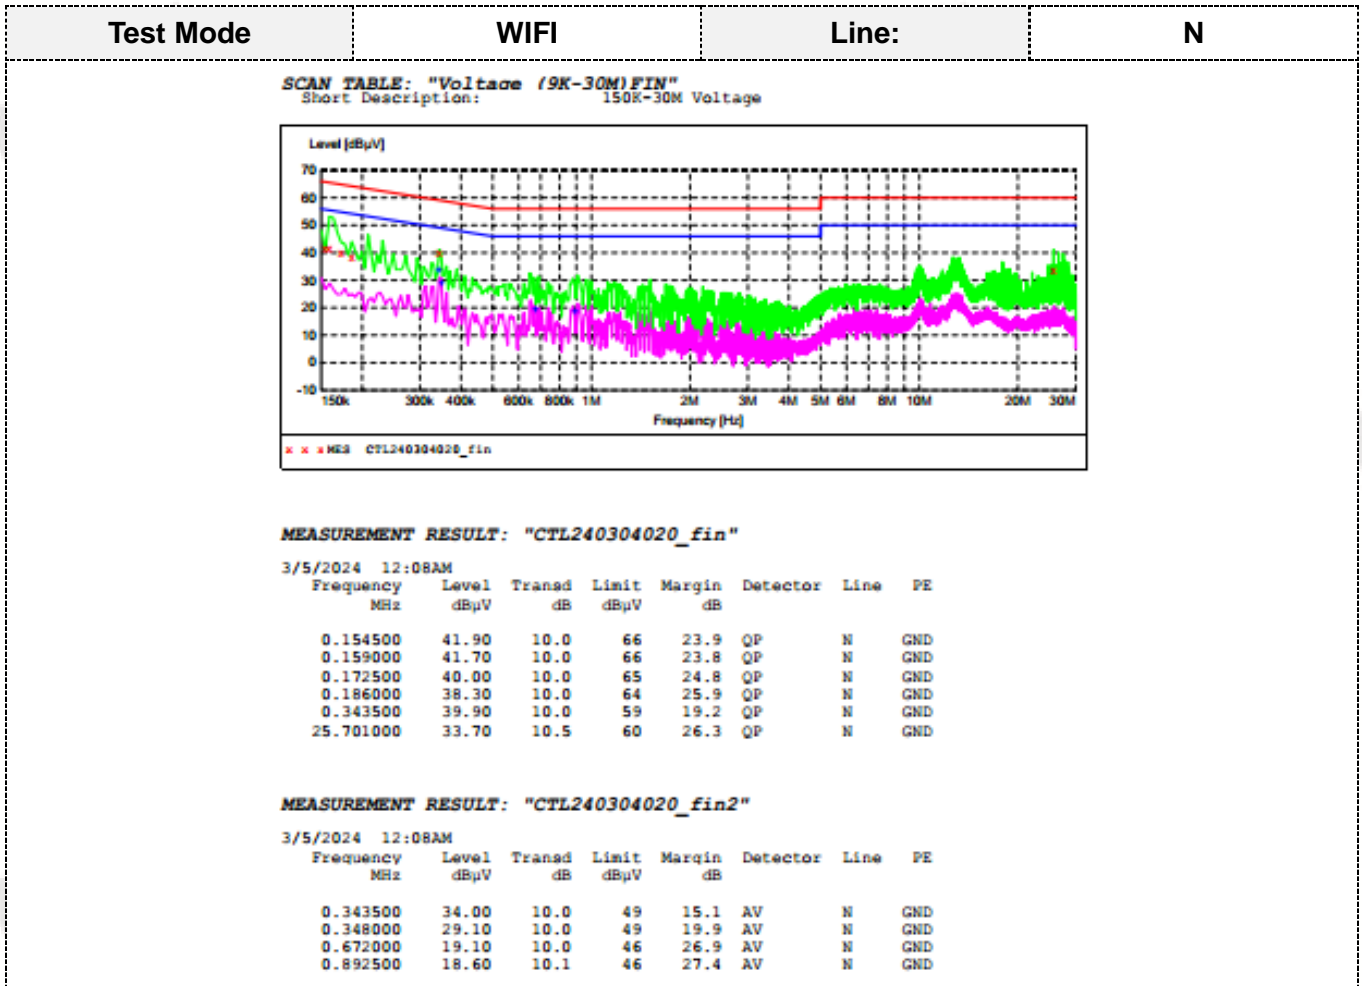 Test Mode WIFI Line: N
SCAN TABLE: "Voltage (9K-30M)FIN"
Short Description: 150K-30M Voltage
Level [dBµV]
70
60
50
40
30
20
10
0
-10
150k 300k 400k 600k 800k 1M 2M 3M 4M 5M 6M 8M 10M 20M 30M
Frequency [Hz]
x x x MES CTL240304020_fin
MEASUREMENT RESULT: "CTL240304020_fin"
3/5/2024 12:08AM
Frequency Level Transd Limit Margin Detector Line PE
MHz dBµV dB dBµV dB
0.154500 41.90 10.0 66 23.9 QP N GND
0.159000 41.70 10.0 66 23.8 QP N GND
0.172500 40.00 10.0 65 24.8 QP N GND
0.186000 38.30 10.0 64 25.9 QP N GND
0.343500 39.90 10.0 59 19.2 QP N GND
25.701000 33.70 10.5 60 26.3 QP N GND
MEASUREMENT RESULT: "CTL240304020_fin2"
3/5/2024 12:08AM
Frequency Level Transd Limit Margin Detector Line PE
MHz dBµV dB dBµV dB
0.343500 34.00 10.0 49 15.1 AV N GND
0.348000 29.10 10.0 49 19.9 AV N GND
0.672000 19.10 10.0 46 26.9 AV N GND
0.892500 18.60 10.1 46 27.4 AV N GND